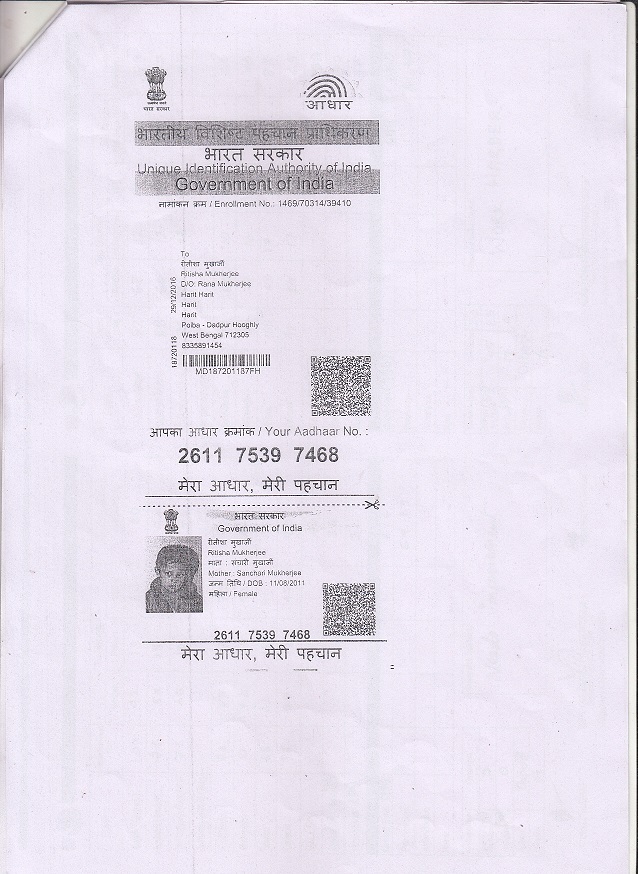 सत्यमेव जयते
भारत सरकार
आधार
भारतीय विशिष्ट पहचान प्राधिकरण
भारत सरकार
Unique Identification Authority of India
Government of India
नामांकन क्रम / Enrollment No.: 1469/70314/39410
To
रीतीशा मुखार्जी
Ritisha Mukherjee
D/O: Rana Mukherjee
Harit Harit
Harit
Harit
Polba - Dadpur Hooghly
West Bengal 712305
8335891454
29/12/2016
18720118
MD187201187FH
आपका आधार क्रमांक / Your Aadhaar No. :
2611 7539 7468
मेरा आधार, मेरी पहचान
भारत सरकार
Government of India
रीतीशा मुखार्जी
Ritisha Mukherjee
माता : संचारी मुखार्जी
Mother : Sanchari Mukherjee
जन्म तिथि / DOB : 11/08/2011
महिला / Female
2611 7539 7468
मेरा आधार, मेरी पहचान